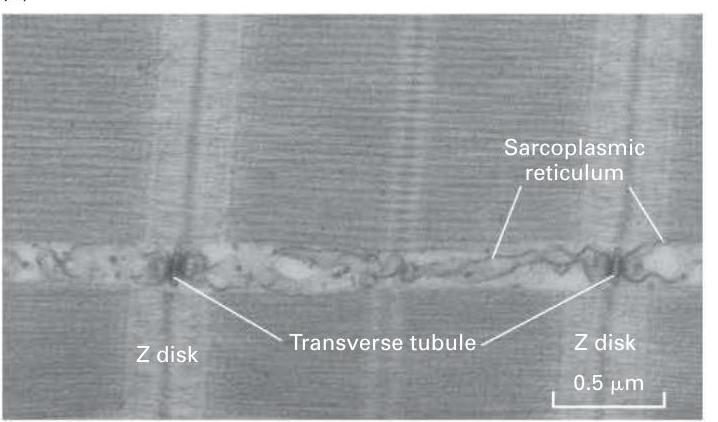 Sarcoplasmic
reticulum
Transverse tubule
Z disk
Z disk
0.5 μm